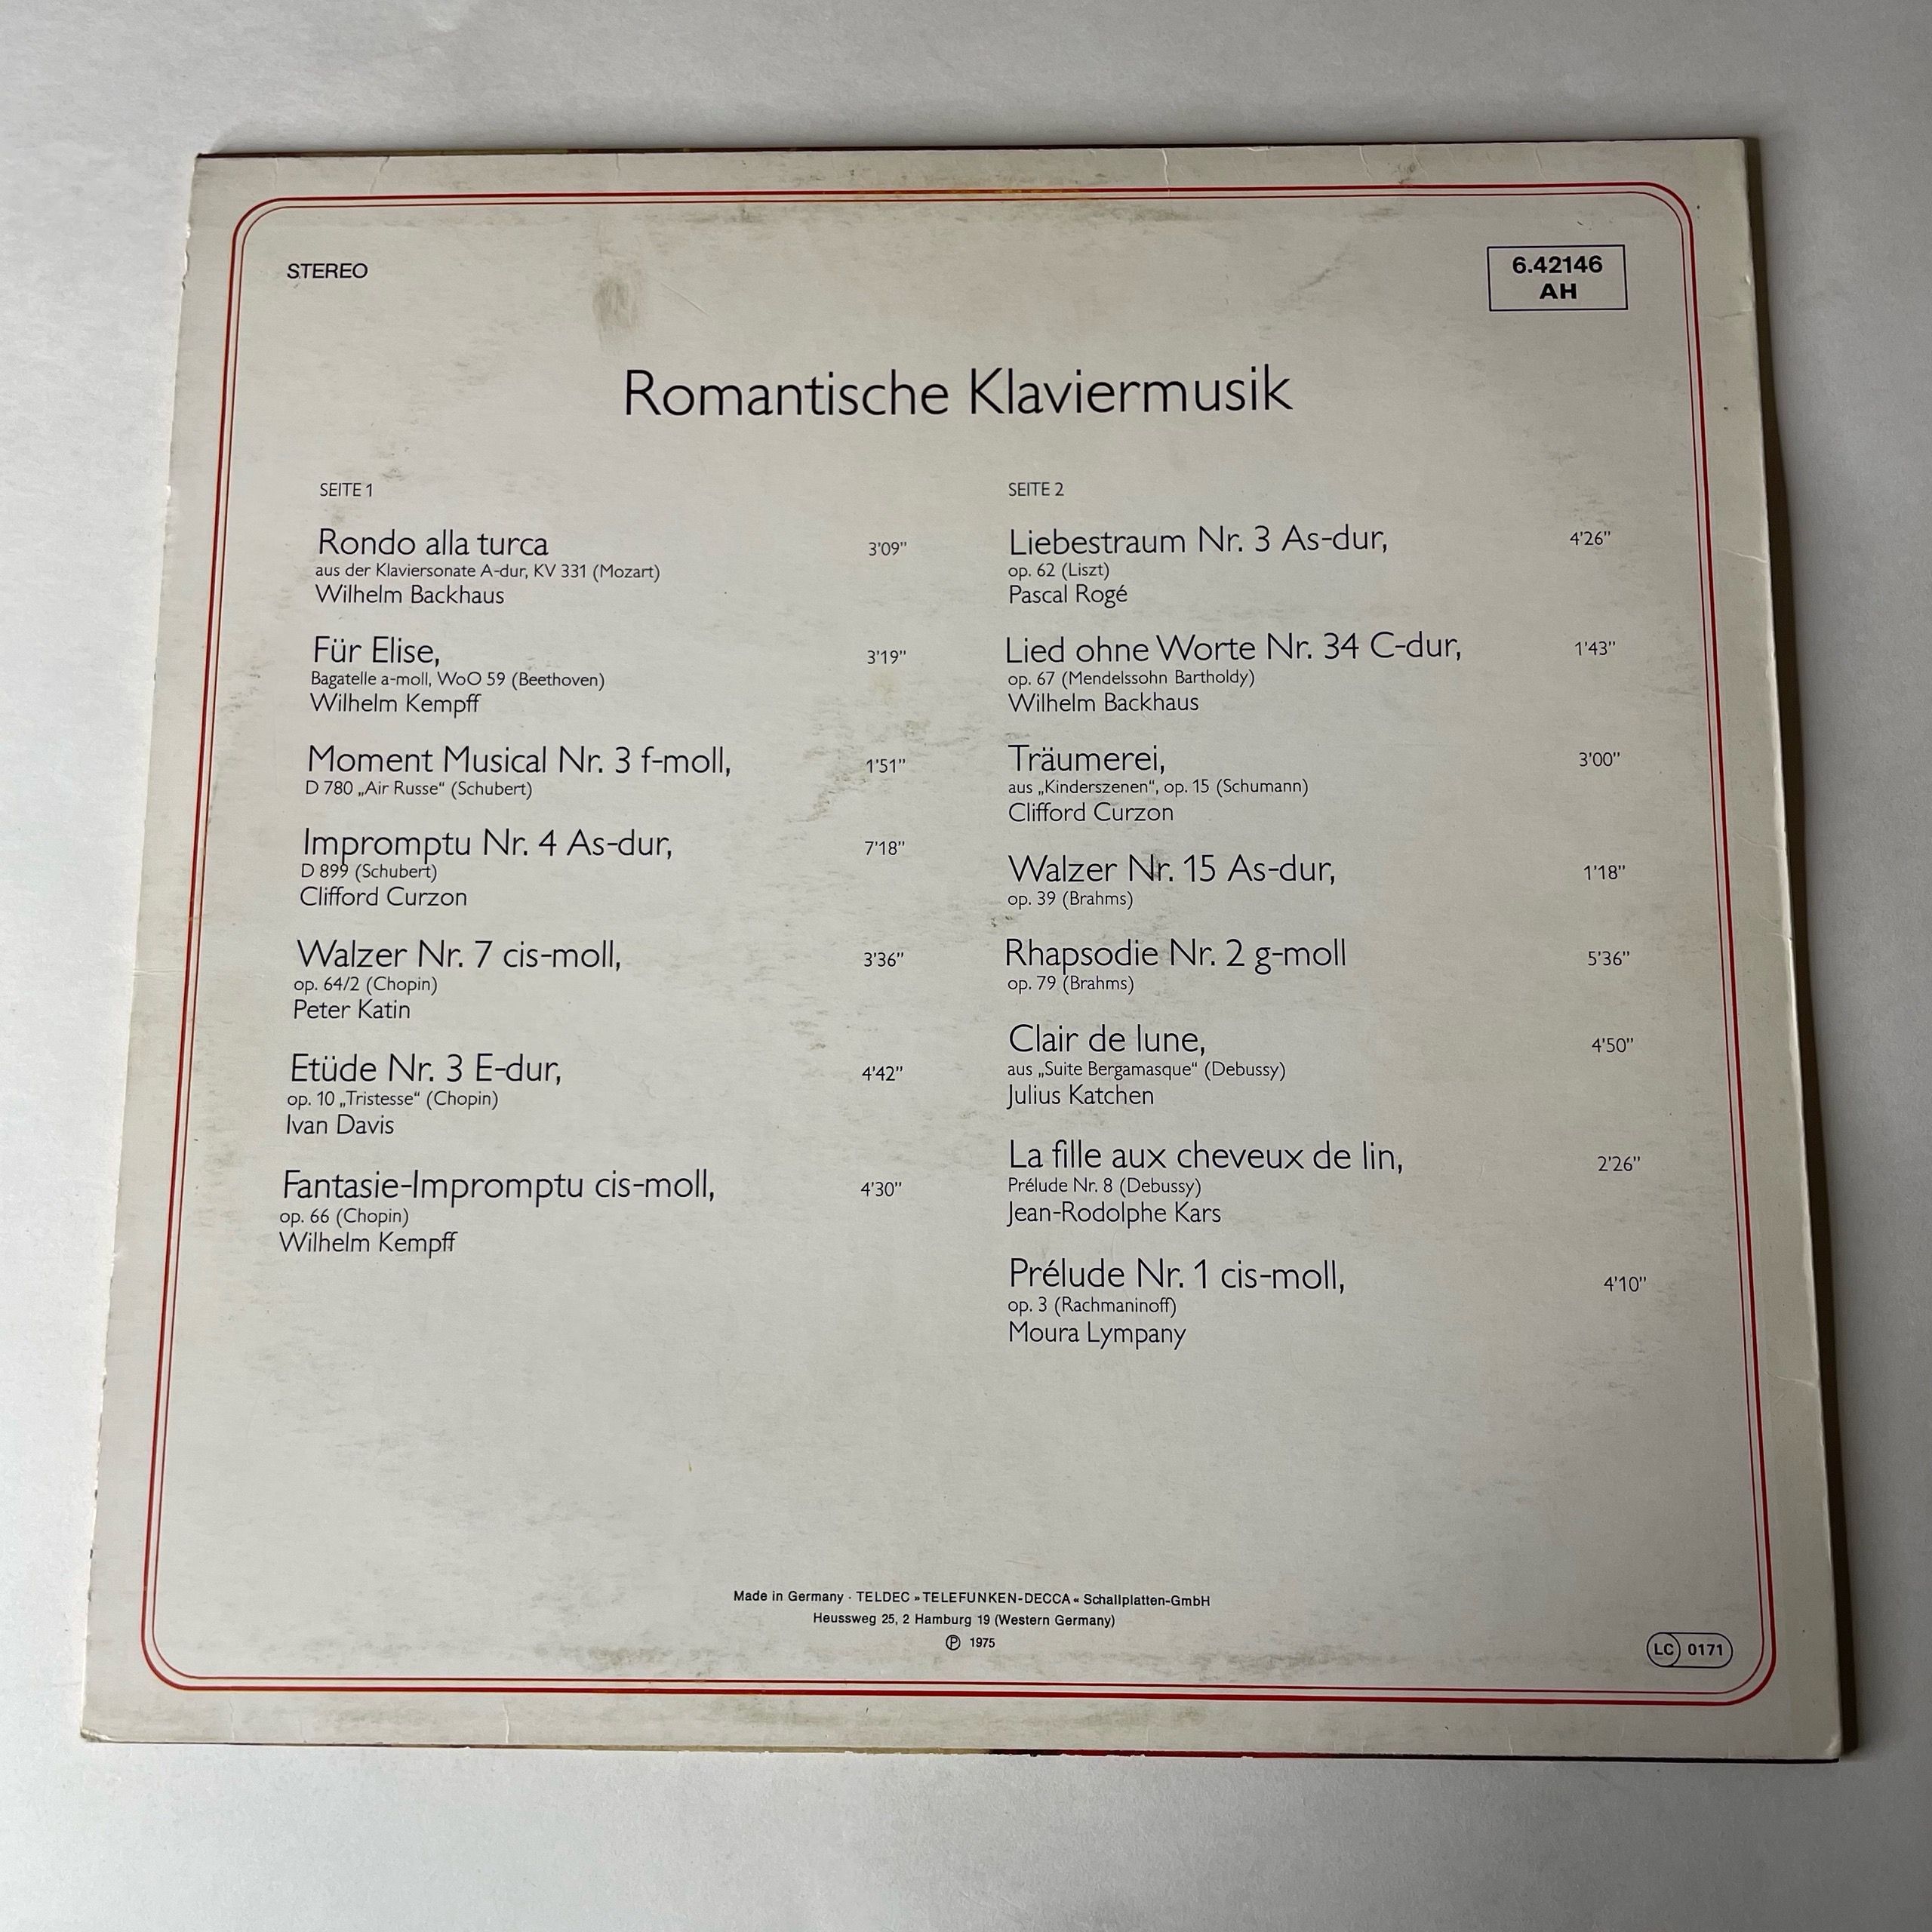 STEREO
6.42146
AH
Romantische Klaviermusik
SEITE 1
Rondo alla turca 3'09"
aus der Klaviersonate A-dur, KV 331 (Mozart)
Wilhelm Backhaus
Für Elise, 3'19"
Bagatelle a-moll, WoO 59 (Beethoven)
Wilhelm Kempff
Moment Musical Nr. 3 f-moll, 1'51"
D 780 „Air Russe“ (Schubert)
Impromptu Nr. 4 As-dur, 7'18"
D 899 (Schubert)
Clifford Curzon
Walzer Nr. 7 cis-moll, 3'36"
op. 64/2 (Chopin)
Peter Katin
Etüde Nr. 3 E-dur, 4'42"
op. 10 „Tristesse“ (Chopin)
Ivan Davis
Fantasie-Impromptu cis-moll, 4'30"
op. 66 (Chopin)
Wilhelm Kempff
SEITE 2
Liebestraum Nr. 3 As-dur, 4'26"
op. 62 (Liszt)
Pascal Rogé
Lied ohne Worte Nr. 34 C-dur, 1'43"
op. 67 (Mendelssohn Bartholdy)
Wilhelm Backhaus
Träumerei, 3'00"
aus „Kinderszenen“, op. 15 (Schumann)
Clifford Curzon
Walzer Nr. 15 As-dur, 1'18"
op. 39 (Brahms)
Rhapsodie Nr. 2 g-moll 5'36"
op. 79 (Brahms)
Clair de lune, 4'50"
aus „Suite Bergamasque“ (Debussy)
Julius Katchen
La fille aux cheveux de lin, 2'26"
Prélude Nr. 8 (Debussy)
Jean-Rodolphe Kars
Prélude Nr. 1 cis-moll, 4'10"
op. 3 (Rachmaninoff)
Moura Lympany
Made in Germany · TELDEC »TELEFUNKEN-DECCA« Schallplatten-GmbH
Heussweg 25, 2 Hamburg 19 (Western Germany)
℗ 1975
LC 0171